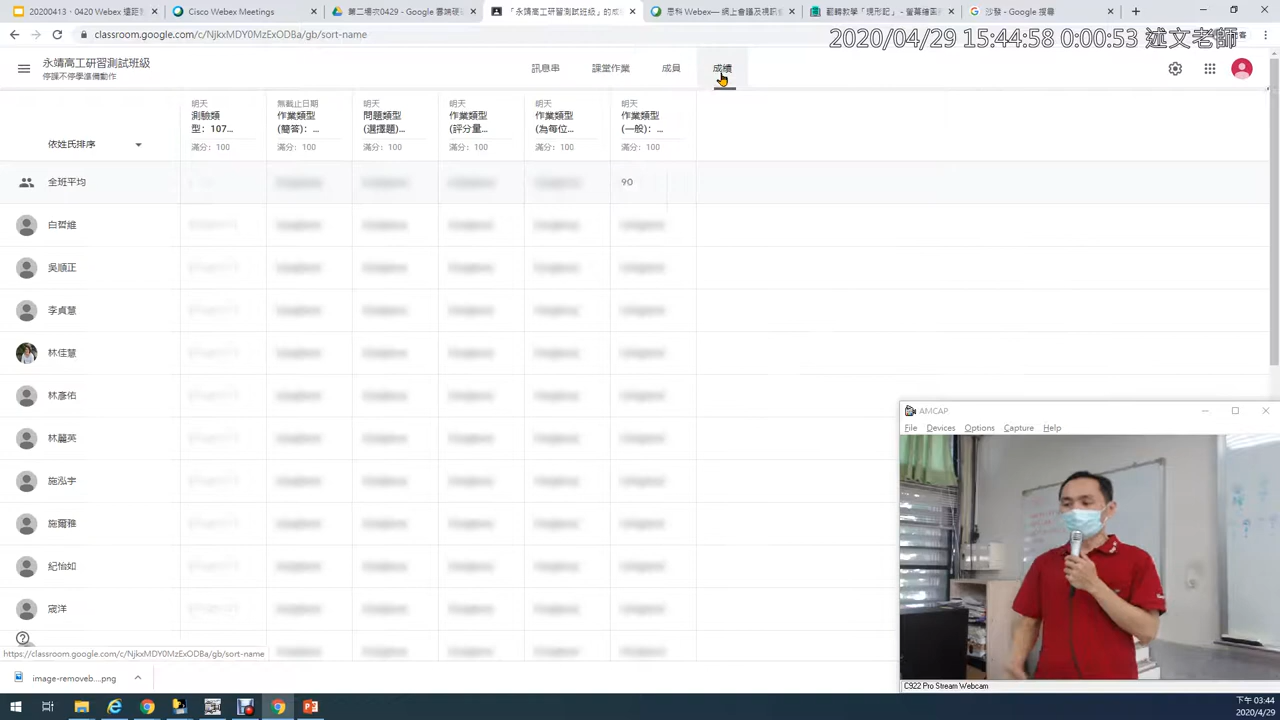 20200413、0420 Webex 遠距
Cisco Webex Meetings
第二場次0429 - Google 雲端硬
「永靖高工研習測試班級」的成
思科 Webex— 網上會議及視訊
Google 搜尋
classroom.google.com/c/NjkxMDY0MzExODBa/gb/sort-name
2020/04/29 15:44:58 0:00:53 述文老師
永靖高工研習測試班級
停課不停學準備動作
訊息串
課堂作業
成員
成績
明天
測驗類
型：107...
滿分：100
無截止日期
作業類型
(簡答)：...
滿分：100
明天
問題類型
(選擇題)...
滿分：100
明天
作業類型
(評分量...
滿分：100
明天
作業類型
(為每位...
滿分：100
明天
作業類型
(一般)：...
滿分：100
依姓氏排序
全班平均
90
白哲維
吳順正
李貞慧
林佳慧
林彥佑
林麗英
施泓宇
施爾雅
紀怡如
宬洋
https://classroom.google.com/c/NjkxMDY0MzExODBa/gb/sort-name
image-removeb....png
AMCAP
File Devices Options Capture Help
C922 Pro Stream Webcam
下午 03:44
2020/4/29